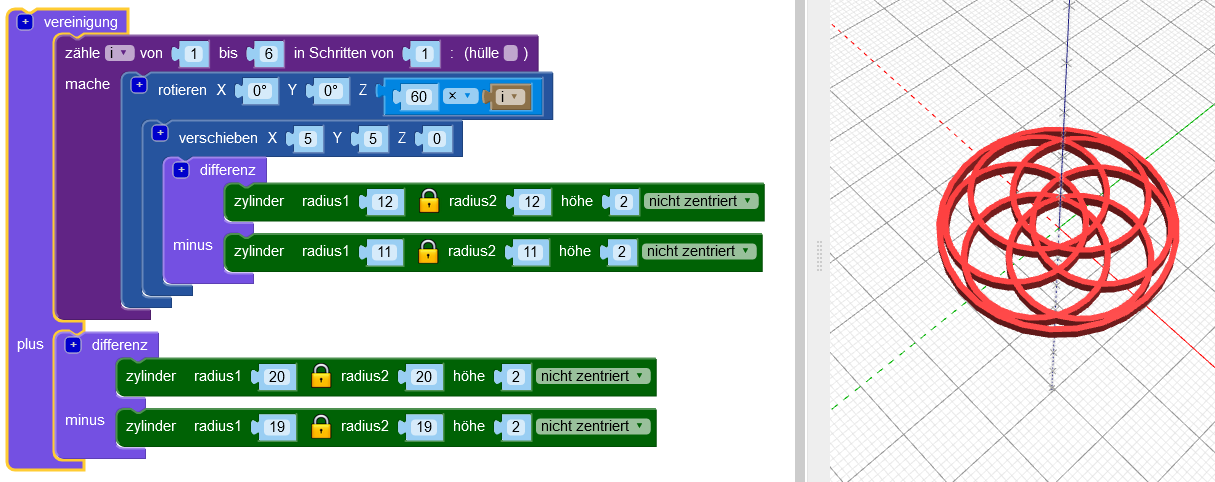 + vereinigung
zähle i ▾ von 1 bis 6 in Schritten von 1 : (hülle )
mache + rotieren X 0° Y 0° Z 60 × ▾ i ▾
+ verschieben X 5 Y 5 Z 0
+ differenz
zylinder radius1 12 radius2 12 höhe 2 nicht zentriert ▾
minus zylinder radius1 11 radius2 11 höhe 2 nicht zentriert ▾
plus + differenz
zylinder radius1 20 radius2 20 höhe 2 nicht zentriert ▾
minus zylinder radius1 19 radius2 19 höhe 2 nicht zentriert ▾